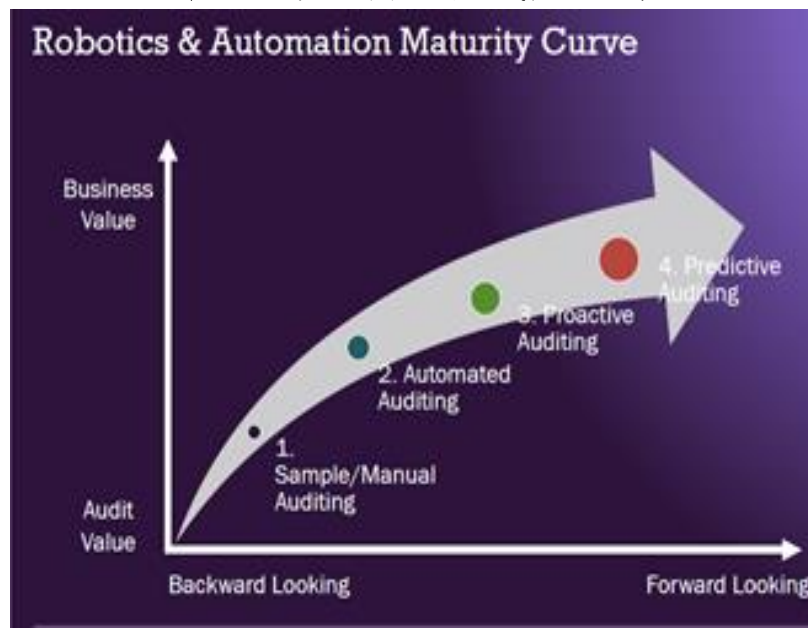 Robotics & Automation Maturity Curve
Business
Value
4. Predictive
Auditing
3. Proactive
Auditing
2. Automated
Auditing
1.
Sample/Manual
Auditing
Audit
Value
Backward Looking
Forward Looking